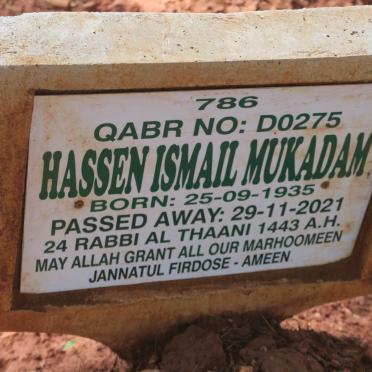 786
QABR NO: D0275
HASSEN ISMAIL MUKADAM
BORN: 25-09-1935
PASSED AWAY: 29-11-2021
24 RABBI AL THAANI 1443 A.H.
MAY ALLAH GRANT ALL OUR MARHOOMEEN
JANNATUL FIRDOSE - AMEEN